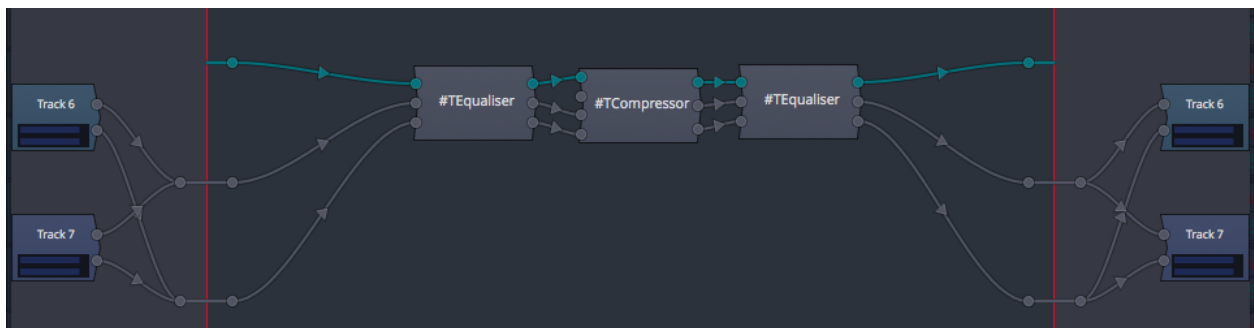 Track 6
#TEqualiser
#TCompressor
#TEqualiser
Track 6
Track 7
Track 7